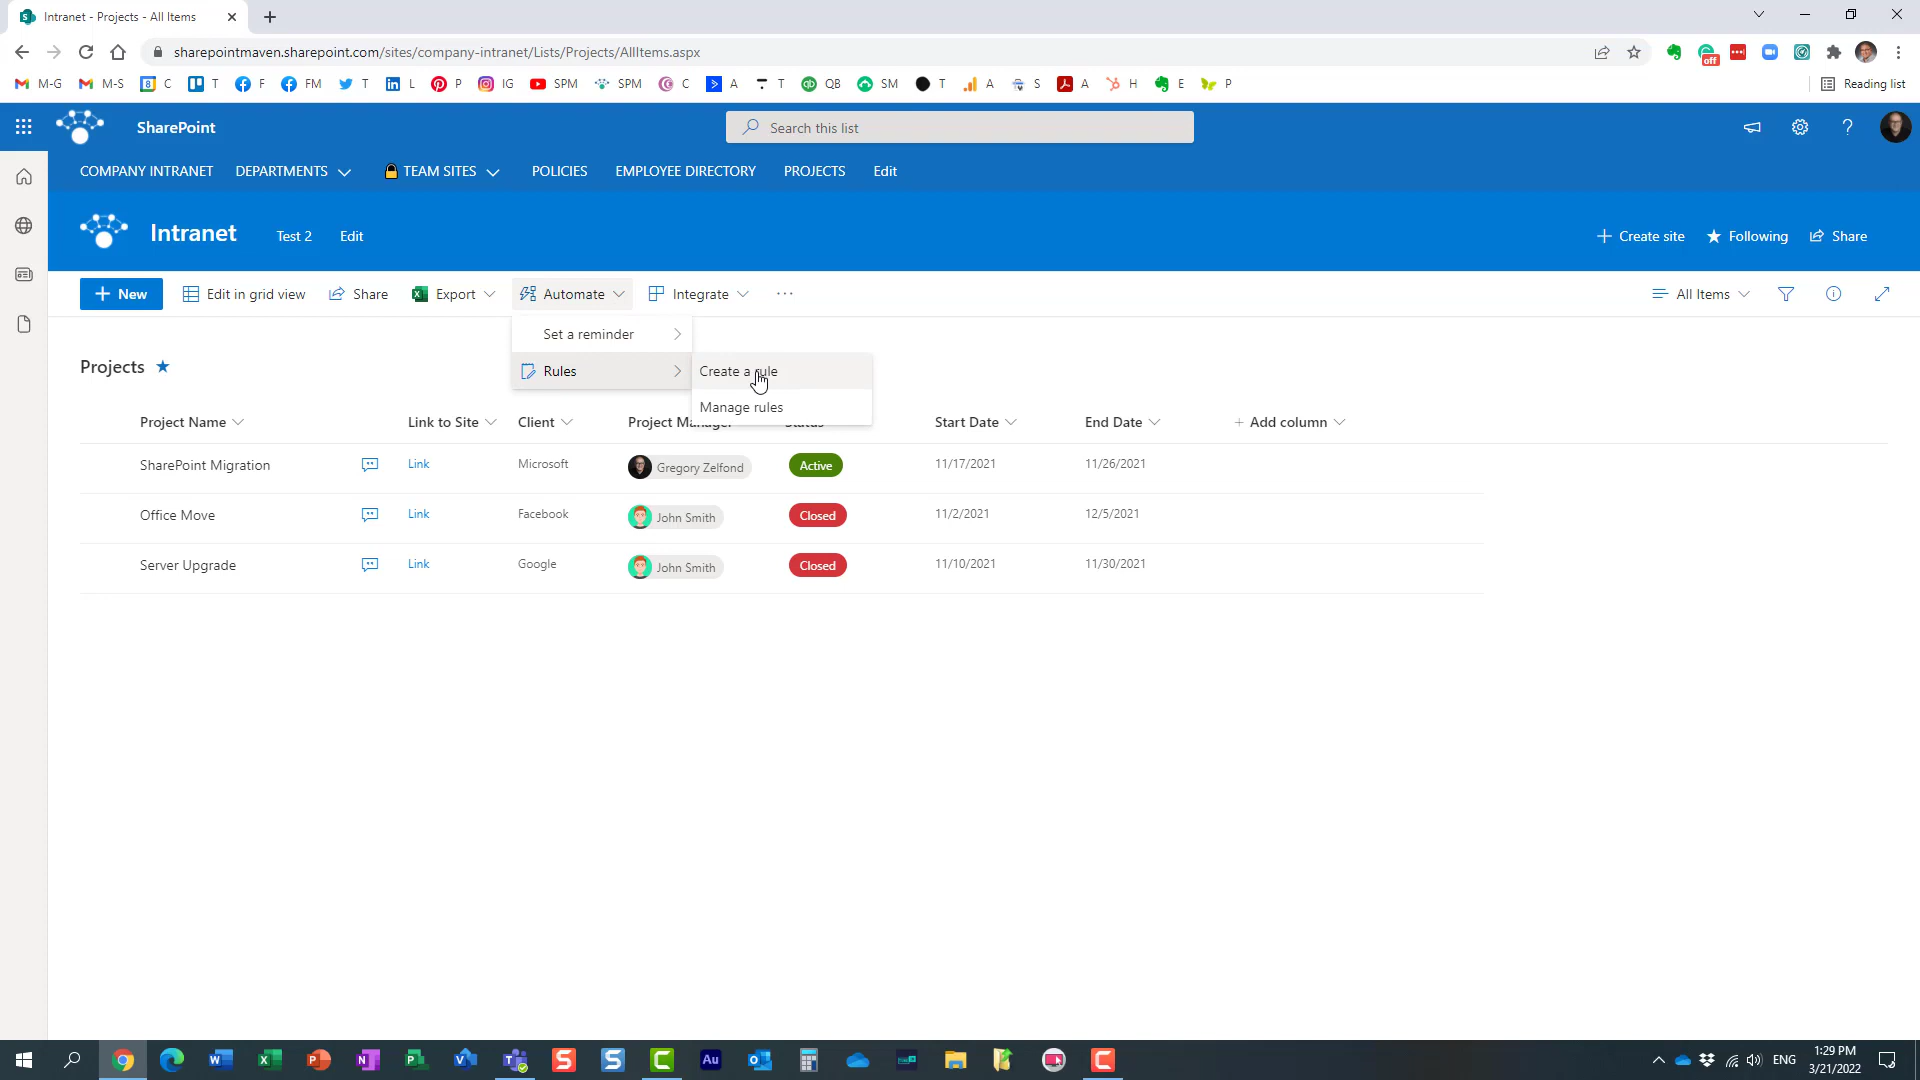 Intranet - Projects - All Items
sharepointmaven.sharepoint.com/sites/company-intranet/Lists/Projects/AllItems.aspx
off
M-G M-S C T F FM T L P IG SPM SPM C A T QB SM T A S A H E P Reading list
SharePoint
Search this list
COMPANY INTRANET DEPARTMENTS TEAM SITES POLICIES EMPLOYEE DIRECTORY PROJECTS Edit
Intranet Test 2 Edit
+ Create site Following Share
+ New Edit in grid view Share Export Automate Integrate ... All Items
Set a reminder
Rules
Create a rule
Manage rules
Projects
Project Name Link to Site Client Project Manager Status Start Date End Date + Add column
SharePoint Migration Link Microsoft Gregory Zelfond Active 11/17/2021 11/26/2021
Office Move Link Facebook John Smith Closed 11/2/2021 12/5/2021
Server Upgrade Link Google John Smith Closed 11/10/2021 11/30/2021
ENG
1:29 PM
3/21/2022